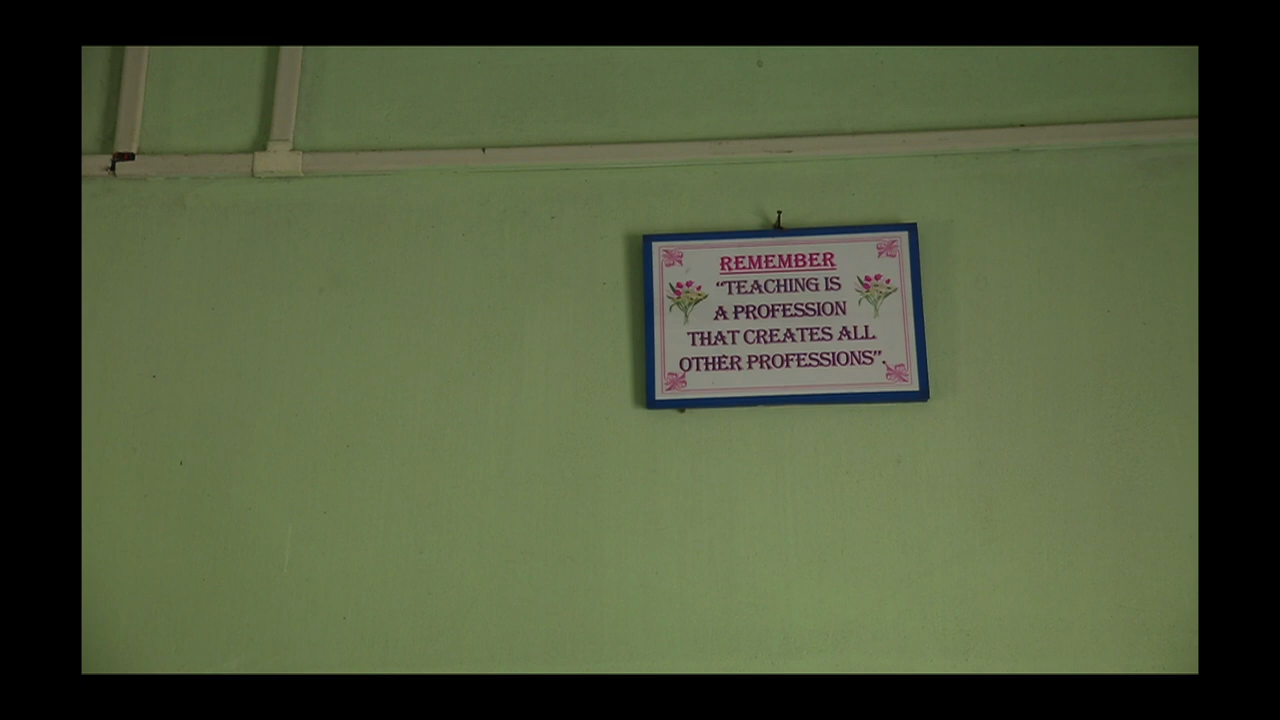 REMEMBER
“TEACHING IS
A PROFESSION
THAT CREATES ALL
OTHER PROFESSIONS”.